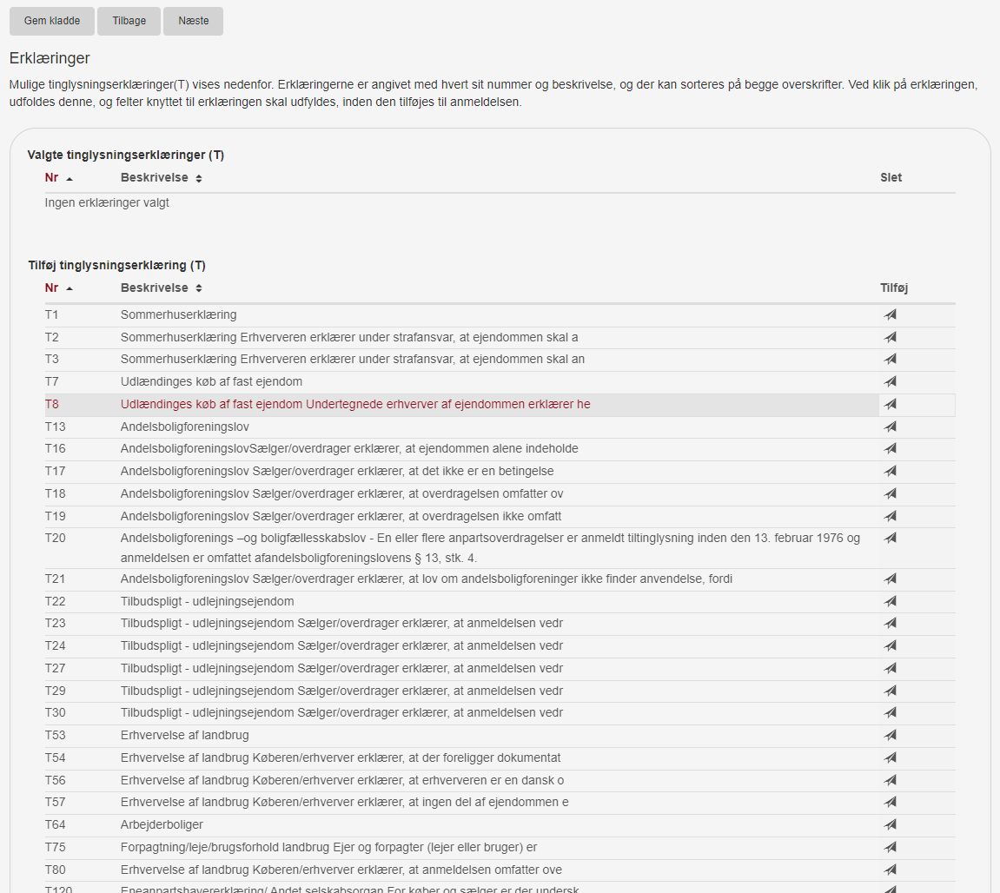 Gem kladde Tilbage Næste
Erklæringer
Mulige tinglysningserklæringer(T) vises nedenfor. Erklæringerne er angivet med hvert sit nummer og beskrivelse, og der kan sorteres på begge overskrifter. Ved klik på erklæringen,
udfoldes denne, og felter knyttet til erklæringen skal udfyldes, inden den tilføjes til anmeldelsen.
Valgte tinglysningserklæringer (T)
Nr Beskrivelse Slet
Ingen erklæringer valgt
Tilføj tinglysningserklæring (T)
Nr Beskrivelse Tilføj
T1 Sommerhuserklæring
T2 Sommerhuserklæring Erhververen erklærer under strafansvar, at ejendommen skal a
T3 Sommerhuserklæring Erhververen erklærer under strafansvar, at ejendommen skal an
T7 Udlændinges køb af fast ejendom
T8 Udlændinges køb af fast ejendom Undertegnede erhverver af ejendommen erklærer he
T13 Andelsboligforeningslov
T16 AndelsboligforeningslovSælger/overdrager erklærer, at ejendommen alene indeholde
T17 Andelsboligforeningslov Sælger/overdrager erklærer, at det ikke er en betingelse
T18 Andelsboligforeningslov Sælger/overdrager erklærer, at overdragelsen omfatter ov
T19 Andelsboligforeningslov Sælger/overdrager erklærer, at overdragelsen ikke omfatt
T20 Andelsboligforenings –og boligfællesskabslov - En eller flere anpartsoverdragelser er anmeldt tiltinglysning inden den 13. februar 1976 og
anmeldelsen er omfattet afandelsboligforeningslovens § 13, stk. 4.
T21 Andelsboligforeningslov Sælger/overdrager erklærer, at lov om andelsboligforeninger ikke finder anvendelse, fordi
T22 Tilbudspligt - udlejningsejendom
T23 Tilbudspligt - udlejningsejendom Sælger/overdrager erklærer, at anmeldelsen vedr
T24 Tilbudspligt - udlejningsejendom Sælger/overdrager erklærer, at anmeldelsen vedr
T27 Tilbudspligt - udlejningsejendom Sælger/overdrager erklærer, at anmeldelsen vedr
T29 Tilbudspligt - udlejningsejendom Sælger/overdrager erklærer, at anmeldelsen vedr
T30 Tilbudspligt - udlejningsejendom Sælger/overdrager erklærer, at anmeldelsen vedr
T53 Erhvervelse af landbrug
T54 Erhvervelse af landbrug Køberen/erhverver erklærer, at der foreligger dokumentat
T56 Erhvervelse af landbrug Køberen/erhverver erklærer, at erhververen er en dansk o
T57 Erhvervelse af landbrug Køberen/erhverver erklærer, at ingen del af ejendommen e
T64 Arbejderboliger
T75 Forpagtning/leje/brugsforhold landbrug Ejer og forpagter (lejer eller bruger) er
T80 Erhvervelse af landbrug Køberen/erhverver erklærer, at anmeldelsen omfatter ove
T120 Eneanpartshavererklæring/ Andet selskabsorgan For køber og sælger er der undersk